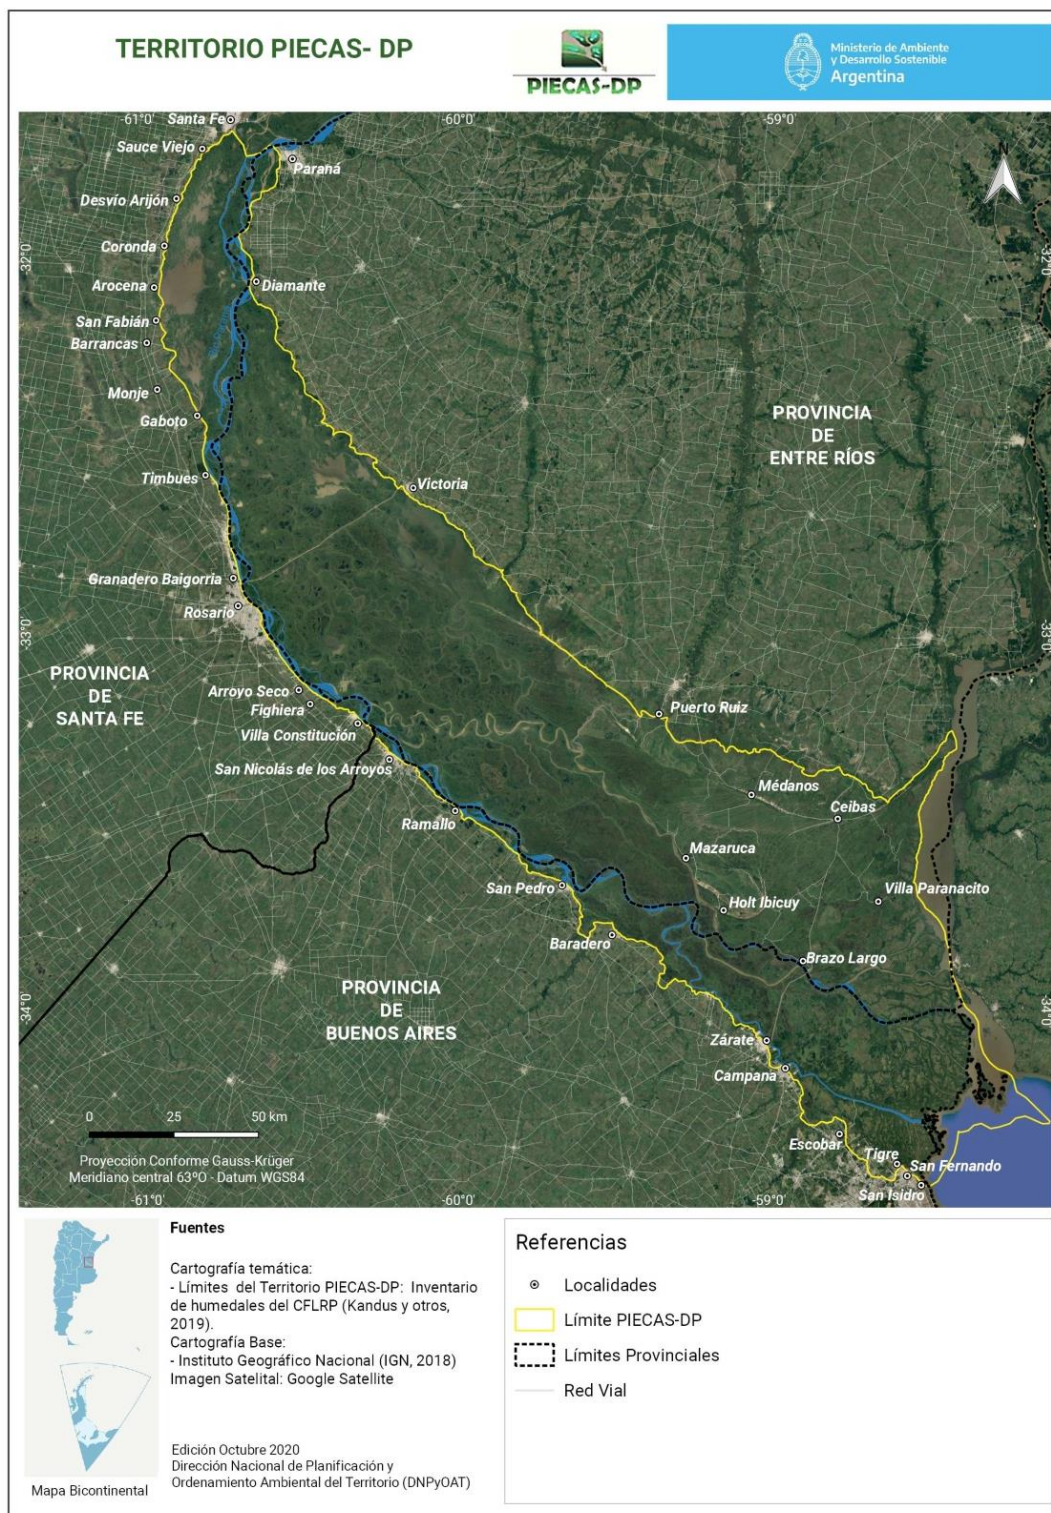 TERRITORIO PIECAS- DP
PIECAS-DP
Ministerio de Ambiente
y Desarrollo Sostenible
Argentina
-61°0'
-60°0'
-59°0'
Santa Fe
Sauce Viejo
Paraná
N
Desvío Arijón
Coronda
-32°0'
-32°0'
Arocena
Diamante
San Fabián
Barrancas
Monje
Gaboto
PROVINCIA
DE
ENTRE RÍOS
Timbues
Victoria
Granadero Baigorria
Rosario
-33°0'
-33°0'
PROVINCIA
DE
SANTA FE
Arroyo Seco
Fighiera
Villa Constitución
Puerto Ruiz
San Nicolás de los Arroyos
Médanos
Ceibas
Ramallo
Mazaruca
San Pedro
Holt Ibicuy
Villa Paranacito
Baradero
Brazo Largo
PROVINCIA
DE
BUENOS AIRES
-34°0'
-34°0'
Zárate
Campana
0 25 50 km
Escobar
Tigre
San Fernando
San Isidro
Proyección Conforme Gauss-Krüger
Meridiano central 63ºO - Datum WGS84
-61°0'
-60°0'
-59°0'
Fuentes
Cartografía temática:
- Límites del Territorio PIECAS-DP: Inventario
de humedales del CFLRP (Kandus y otros,
2019).
Cartografía Base:
- Instituto Geográfico Nacional (IGN, 2018)
Imagen Satelital: Google Satellite
Edición Octubre 2020
Dirección Nacional de Planificación y
Ordenamiento Ambiental del Territorio (DNPyOAT)
Mapa Bicontinental
Referencias
Localidades
Límite PIECAS-DP
Límites Provinciales
Red Vial